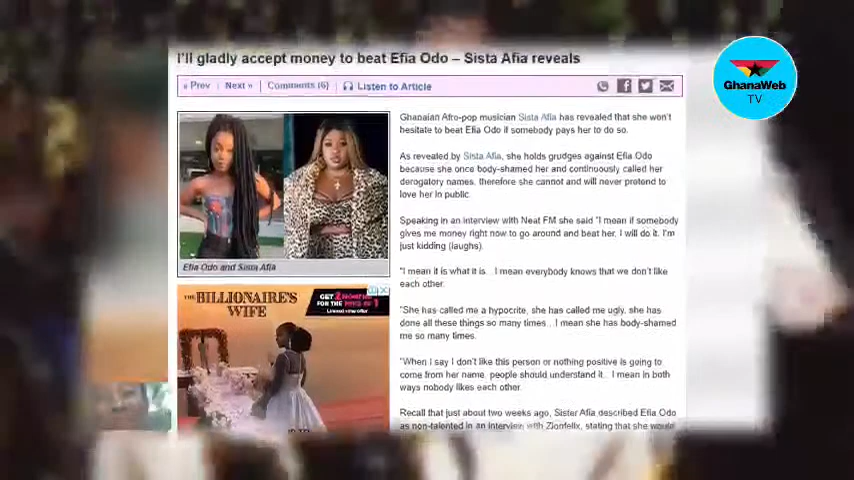 I'll gladly accept money to beat Efia Odo – Sista Afia reveals
« Prev
Next »
Comments (6)
Listen to Article
GhanaWeb
TV
Efia Odo and Sista Afia
THE BILLIONAIRE'S
WIFE
GET 2 MONTHS
FOR THE PRICE OF 1
Limited time offer
Ghanaian Afro-pop musician Sista Afia has revealed that she won't
hesitate to beat Efia Odo if somebody pays her to do so.
As revealed by Sista Afia, she holds grudges against Efia Odo
because she once body-shamed her and continuously called her
derogatory names, therefore she cannot and will never pretend to
love her in public.
Speaking in an interview with Neat FM she said "I mean if somebody
gives me money right now to go around and beat her, I will do it. I'm
just kidding (laughs).
"I mean it is what it is.. I mean everybody knows that we don't like
each other.
"She has called me a hypocrite, she has called me ugly, she has
done all these things so many times...I mean she has body-shamed
me so many times.
"When I say I don't like this person or nothing positive is going to
come from her name, people should understand it.. I mean in both
ways nobody likes each other.
Recall that just about two weeks ago, Sister Afia described Efia Odo
as non-talented in an interview with Zionfelix, stating that she would